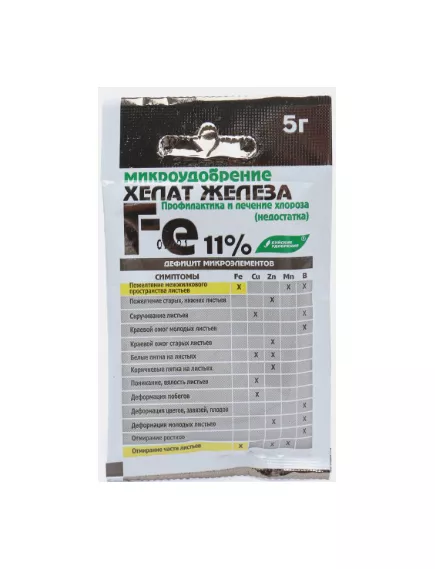 5г
МИКРОУДОБРЕНИЕ
ХЕЛАТ ЖЕЛЕЗА
Профилактика и лечение хлороза
(недостатка)
Fe 11%
БУЙСКИЕ УДОБРЕНИЯ ®
ДЕФИЦИТ МИКРОЭЛЕМЕНТОВ
СИМПТОМЫ Fe Cu Zn Mn B
Пожелтение межжилкового пространства листьев X X X
Пожелтение старых, нижних листьев X
Скручивание листьев X X
Краевой ожог молодых листьев X
Краевой ожог старых листьев X
Белые пятна на листьях X X
Коричневые пятна на листьях X
Поникание, вялость листьев X
Деформация побегов X
Деформация цветов, завязей, плодов X
Деформация молодых листьев X X
Отмирание ростков X
Отмирание части листьев X X X